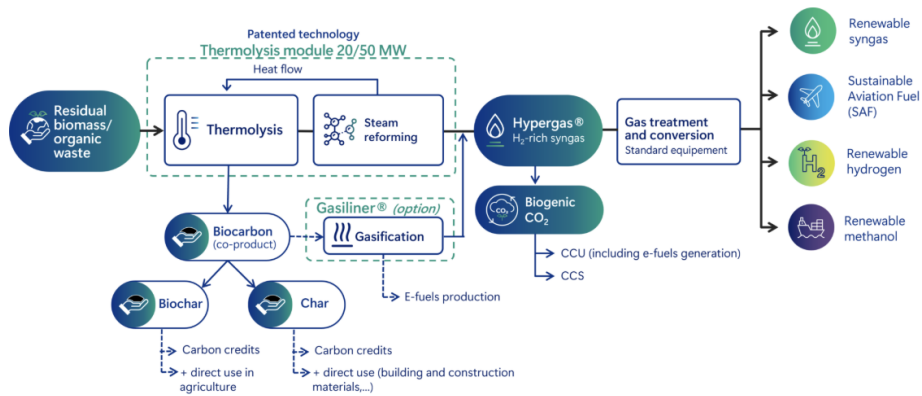 Patented technology
Thermolysis module 20/50 MW
Heat flow
Residual
biomass/
organic
waste
Thermolysis
Steam
reforming
Hypergas®
H₂-rich syngas
Gas treatment
and conversion
Standard equipement
Renewable
syngas
Sustainable
Aviation Fuel
(SAF)
H2
Renewable
hydrogen
Renewable
methanol
Gasiliner® (option)
Gasification
Biocarbon
(co-product)
CO₂
Biogenic
CO₂
CCU (including e-fuels generation)
CCS
E-fuels production
Biochar
Char
Carbon credits
+ direct use in
agriculture
Carbon credits
+ direct use (building and construction
materials,...)